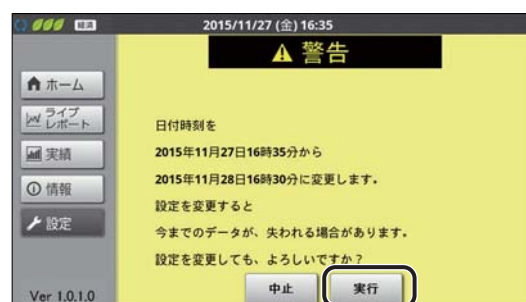 経済 2015/11/27 (金) 16:35
警告
ホーム
ライブ
レポート
実績
情報
設定
日付時刻を
2015年11月27日16時35分から
2015年11月28日16時30分に変更します。
設定を変更すると
今までのデータが、失われる場合があります。
設定を変更しても、よろしいですか？
中止 実行
Ver 1.0.1.0